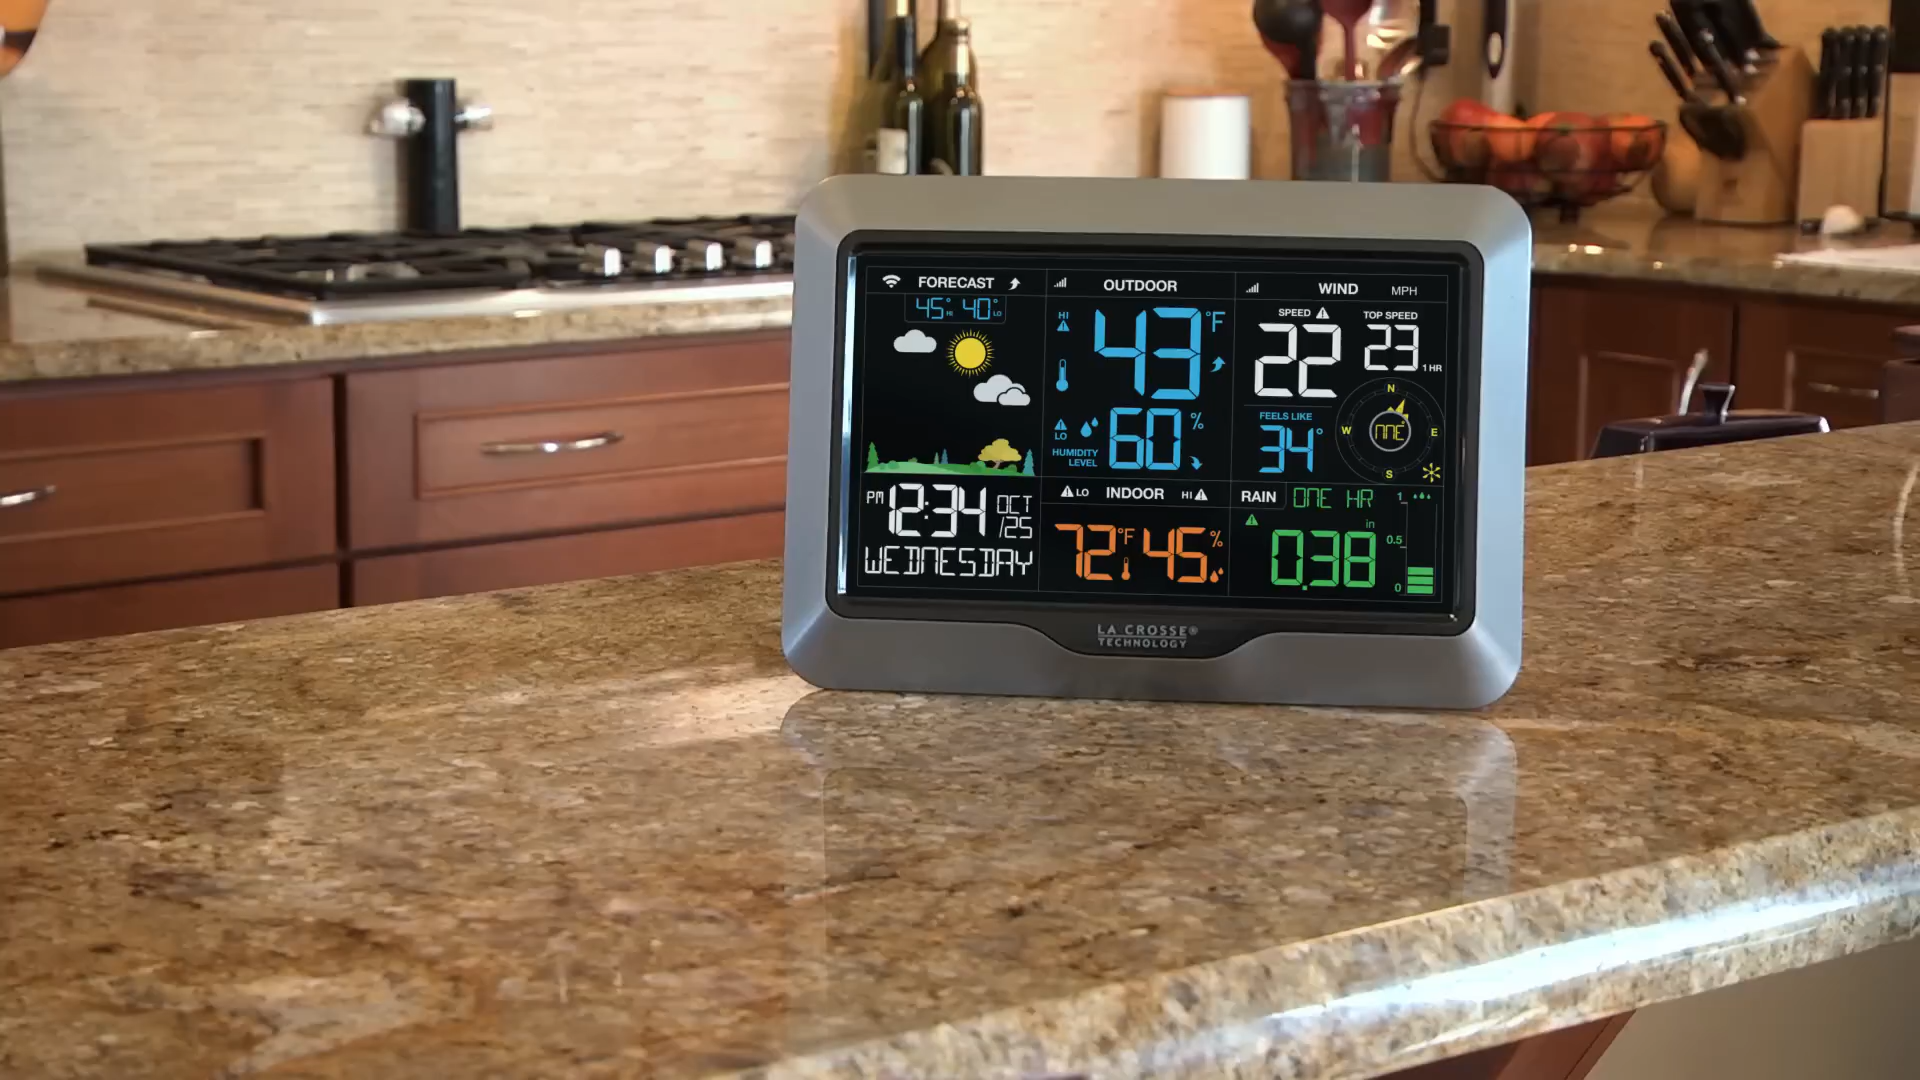 FORECAST
45° HI 40° LO
PM 12:34 OCT
/25
WEDNESDAY
OUTDOOR
HI
43 °F
60 %
LO
HUMIDITY
LEVEL
LO INDOOR HI
72 °F 45 %
WIND MPH
SPEED TOP SPEED
22 23 1 HR
FEELS LIKE
34°
N
W NNE E
S
RAIN ONE HR
in
0.38
1
0.5
0
LA CROSSE®
TECHNOLOGY